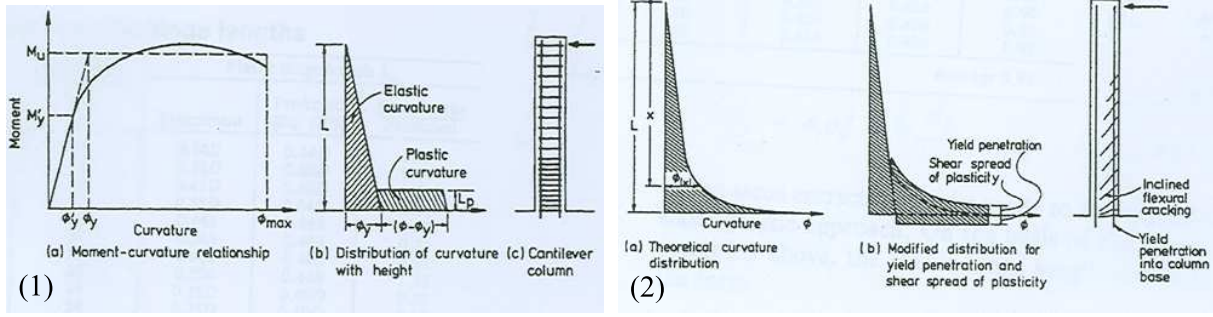 Moment
Mu
M'y
ϕ'y
ϕy
ϕmax
Curvature
(a) Moment-curvature relationship
L
Elastic
curvature
Plastic
curvature
Lp
ϕy
(ϕ-ϕy)
(b) Distribution of curvature
with height
(c) Cantilever
column
(1)
L
x
ϕ(x)
Curvature
ϕ
(a) Theoretical curvature
distribution
Yield penetration
Shear spread
of plasticity
ϕ
(b) Modified distribution for
yield penetration and
shear spread of plasticity
Inclined
flexural
cracking
Yield
penetration
into column
base
(2)